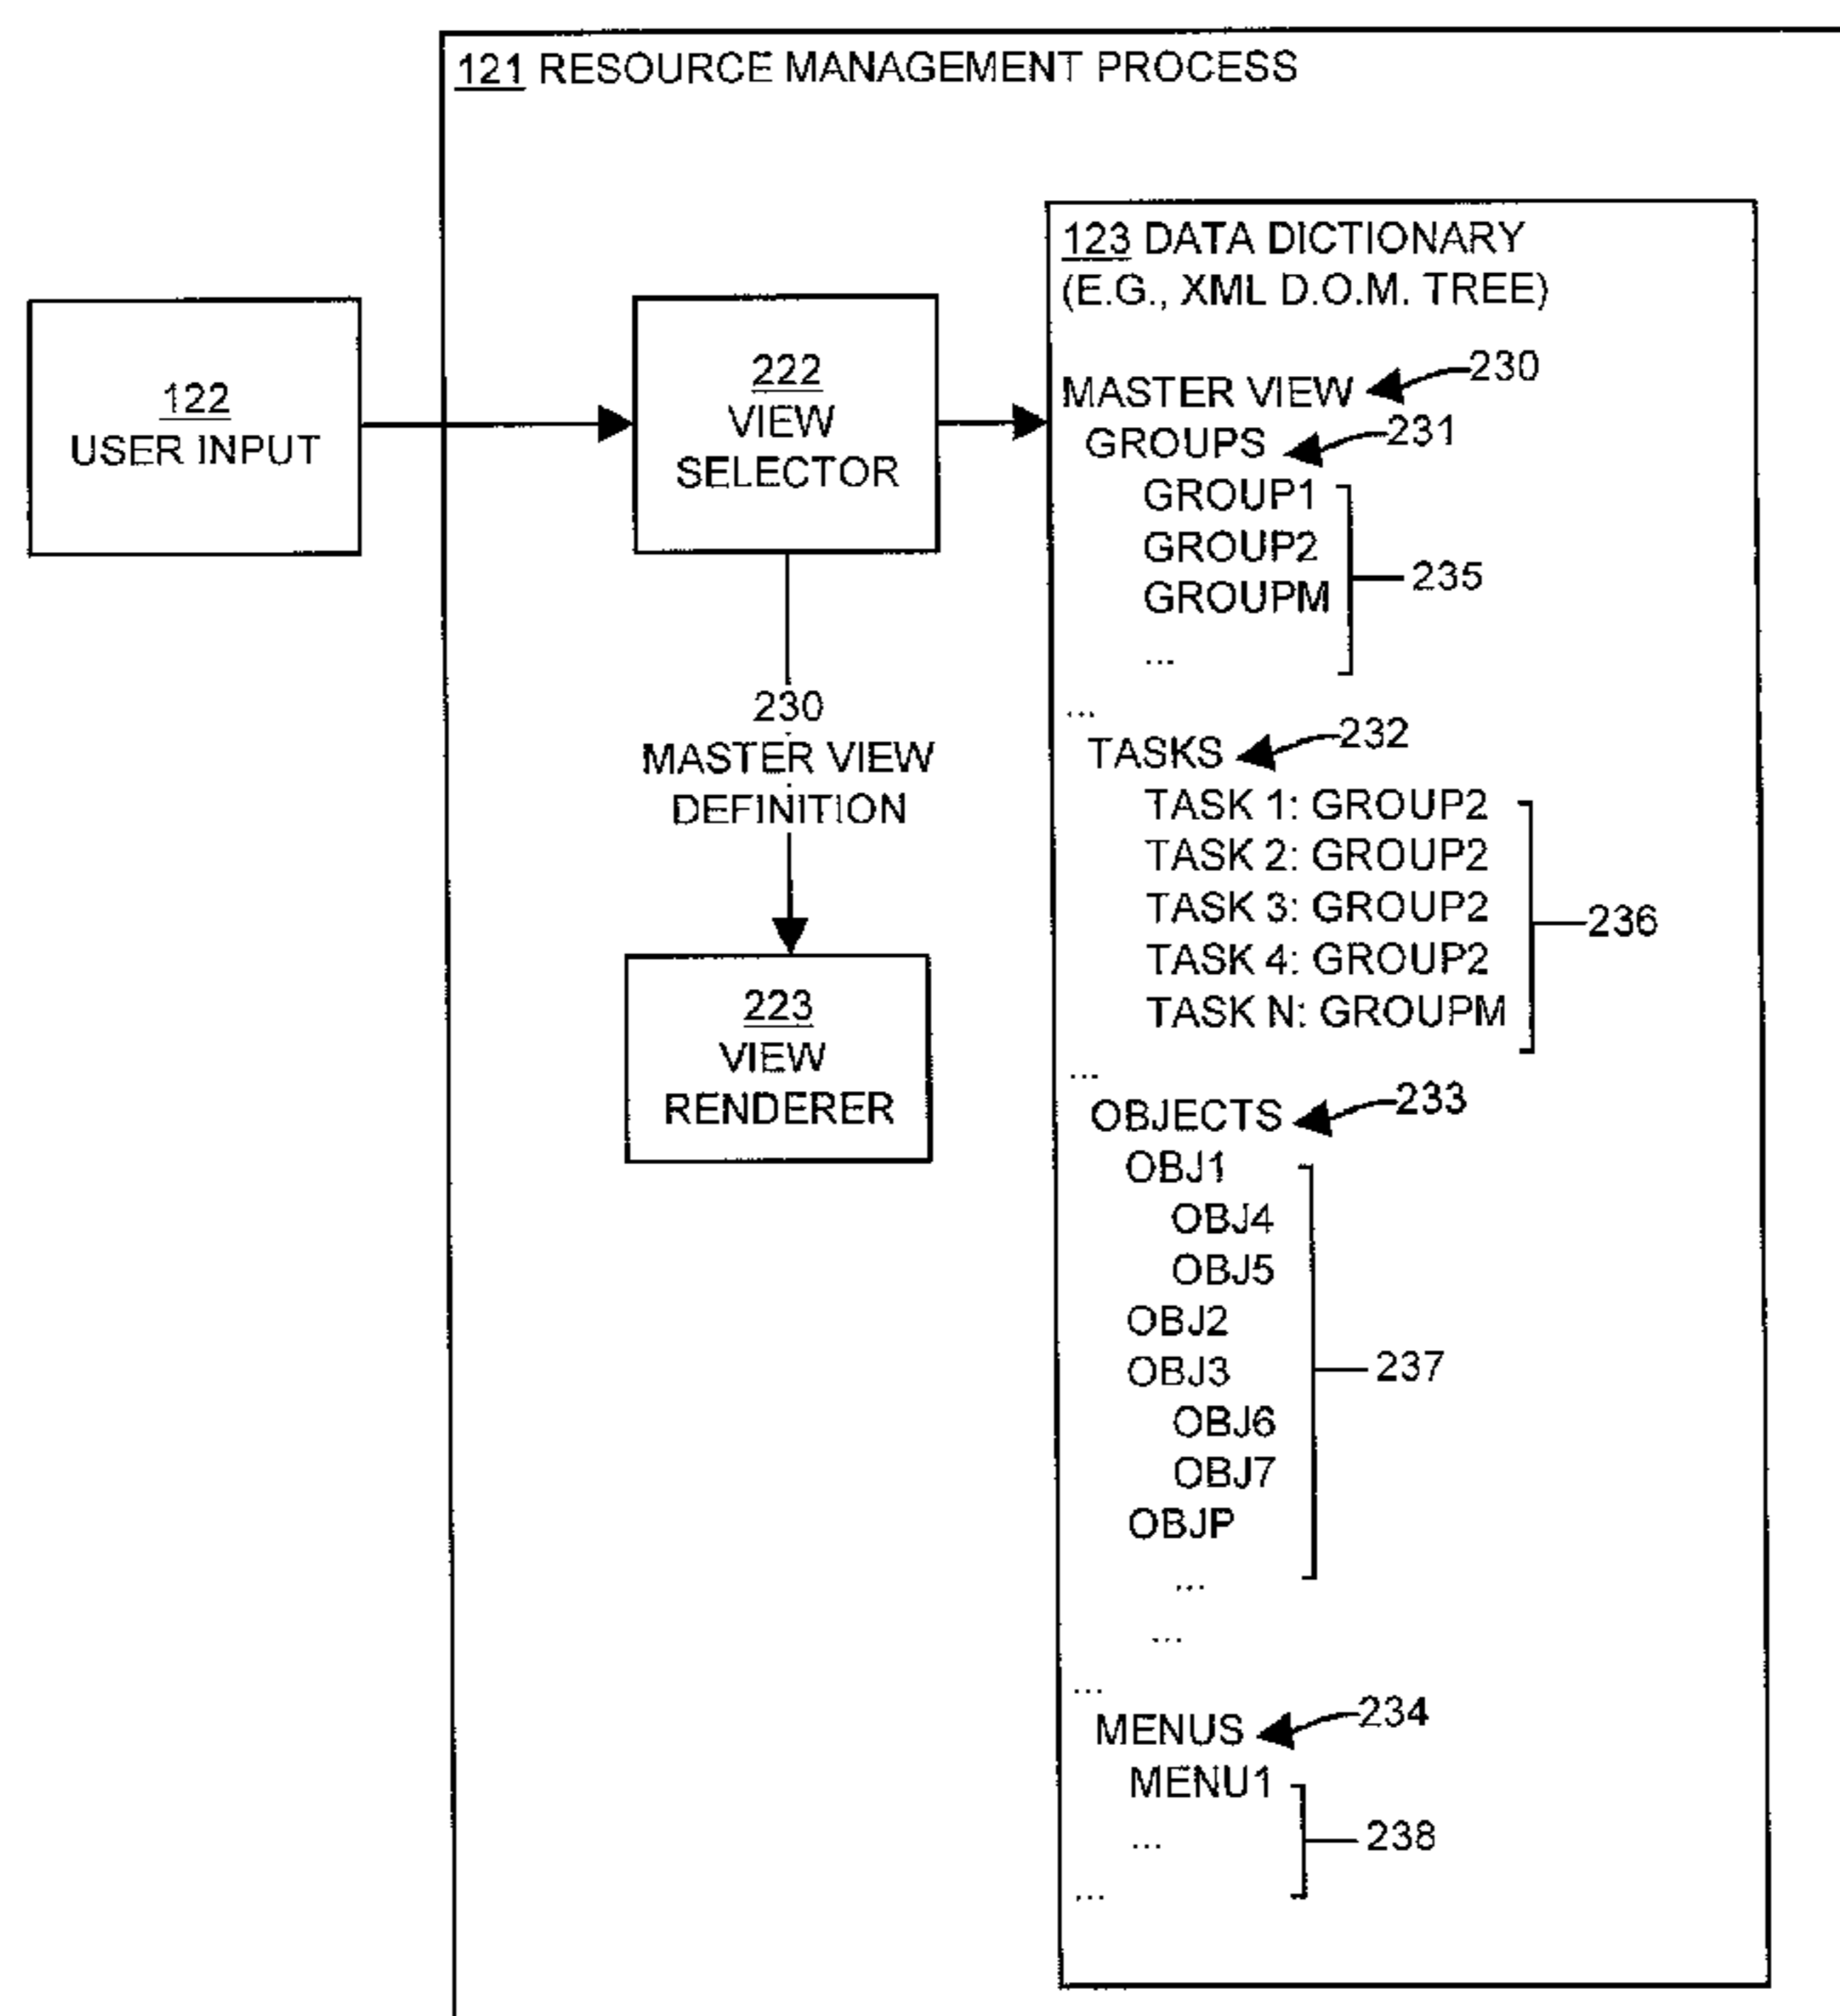 121 RESOURCE MANAGEMENT PROCESS
122
USER INPUT
222
VIEW
SELECTOR
230
MASTER VIEW
DEFINITION
223
VIEW
RENDERER
123 DATA DICTIONARY
(E.G., XML D.O.M. TREE)
MASTER VIEW 230
GROUPS 231
GROUP1
GROUP2
GROUPM
...
235
...
TASKS 232
TASK 1: GROUP2
TASK 2: GROUP2
TASK 3: GROUP2
TASK 4: GROUP2
TASK N: GROUPM
236
...
OBJECTS 233
OBJ1
OBJ4
OBJ5
OBJ2
OBJ3
OBJ6
OBJ7
OBJP
...
237
...
...
MENUS 234
MENU1
...
238
...